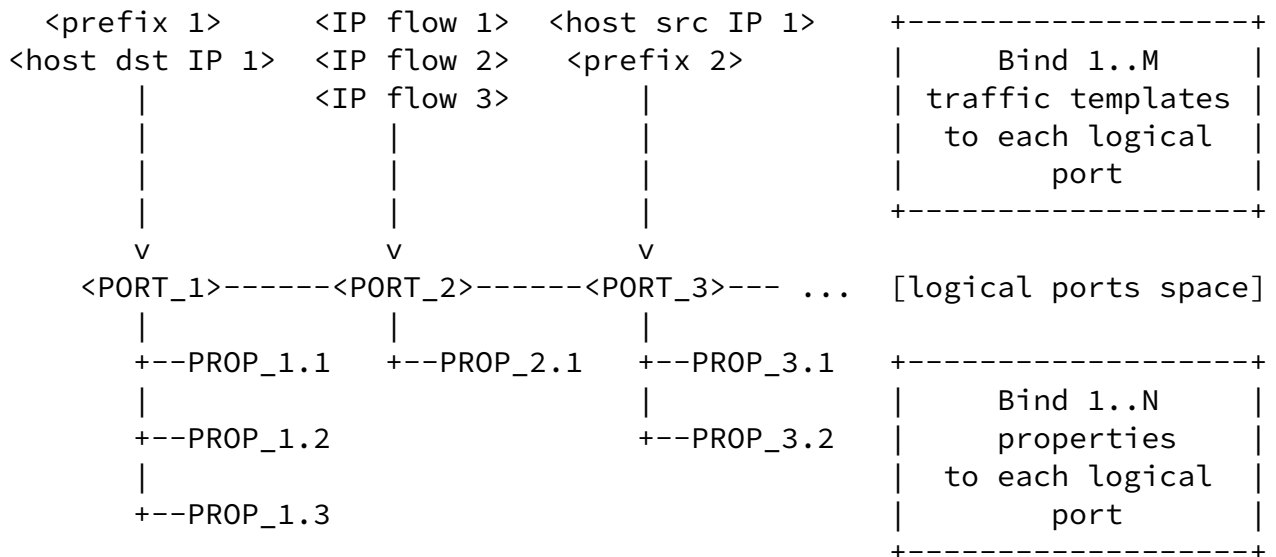 <prefix 1> <IP flow 1> <host src IP 1> +-------------------+
<host dst IP 1> <IP flow 2> <prefix 2> | Bind 1..M |
| <IP flow 3> | | traffic templates |
| | | | to each logical |
| | | | port |
| | | +-------------------+
v v v
<PORT_1>------<PORT_2>------<PORT_3>--- ... [logical ports space]
| | |
+--PROP_1.1 +--PROP_2.1 +--PROP_3.1 +-------------------+
| | | Bind 1..N |
+--PROP_1.2 +--PROP_3.2 | properties |
| | to each logical |
+--PROP_1.3 | port |
+-------------------+